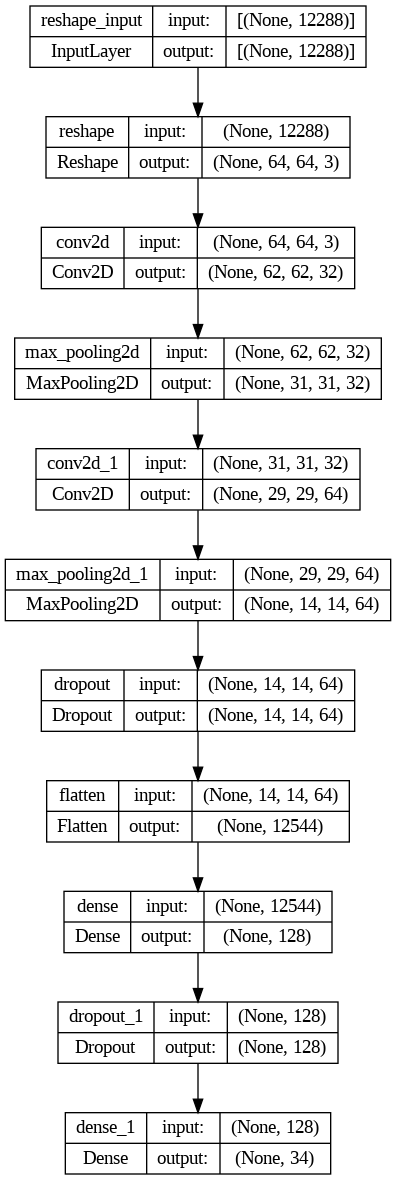 reshape_input input: [(None, 12288)]
InputLayer output: [(None, 12288)]
reshape input: (None, 12288)
Reshape output: (None, 64, 64, 3)
conv2d input: (None, 64, 64, 3)
Conv2D output: (None, 62, 62, 32)
max_pooling2d input: (None, 62, 62, 32)
MaxPooling2D output: (None, 31, 31, 32)
conv2d_1 input: (None, 31, 31, 32)
Conv2D output: (None, 29, 29, 64)
max_pooling2d_1 input: (None, 29, 29, 64)
MaxPooling2D output: (None, 14, 14, 64)
dropout input: (None, 14, 14, 64)
Dropout output: (None, 14, 14, 64)
flatten input: (None, 14, 14, 64)
Flatten output: (None, 12544)
dense input: (None, 12544)
Dense output: (None, 128)
dropout_1 input: (None, 128)
Dropout output: (None, 128)
dense_1 input: (None, 128)
Dense output: (None, 34)